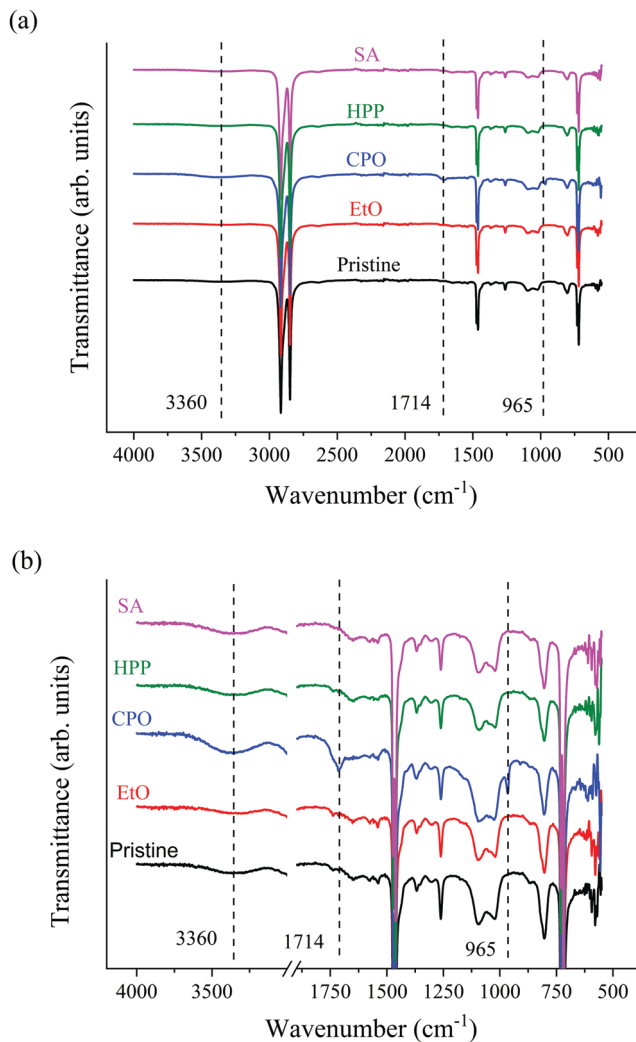 (a)
SA
HPP
CPO
EtO
Pristine
3360
1714
965
Transmittance (arb. units)
4000 3500 3000 2500 2000 1500 1000 500
Wavenumber (cm⁻¹)
(b)
SA
HPP
CPO
EtO
Pristine
3360
1714
965
Transmittance (arb. units)
4000 3500 1750 1500 1250 1000 750 500
Wavenumber (cm⁻¹)